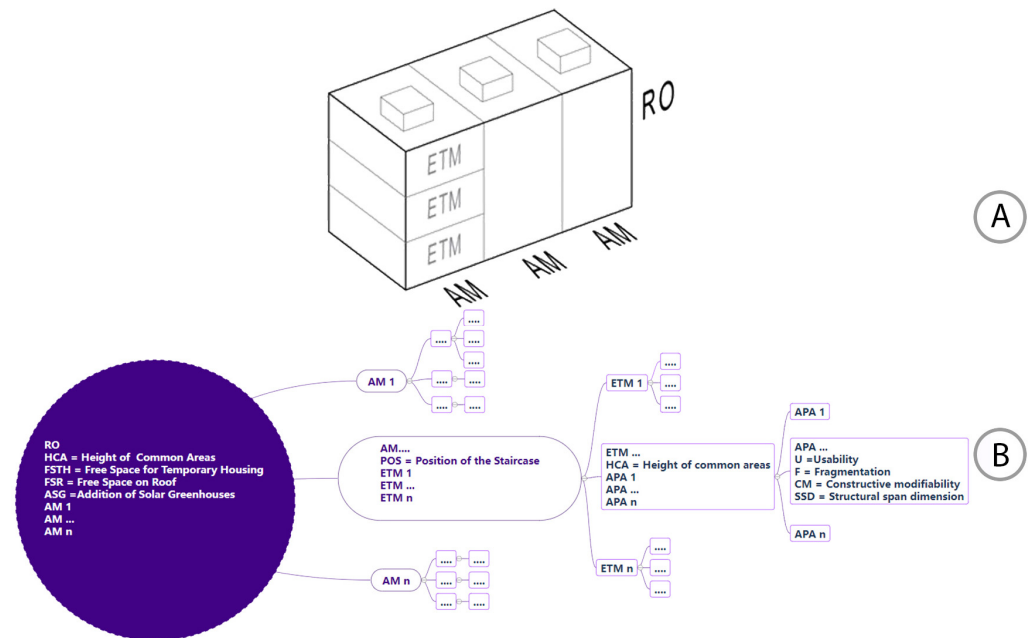 RO
ETM
ETM
ETM
AM
AM
AM
A
RO
HCA = Height of  Common Areas
FSTH = Free Space for Temporary Housing
FSR = Free Space on Roof
ASG =Addition of Solar Greenhouses
AM 1
AM ...
AM n
AM 1
....
....
....
....
....
....
....
....
AM....
POS = Position of the Staircase
ETM 1
ETM ...
ETM n
AM n
....
....
....
....
....
....
ETM 1
....
....
....
ETM ...
HCA = Height of common areas
APA 1
APA ...
APA n
ETM n
....
....
....
APA 1
APA ...
U =Usability
F = Fragmentation
CM = Constructive modifiability
SSD = Structural span dimension
APA n
B